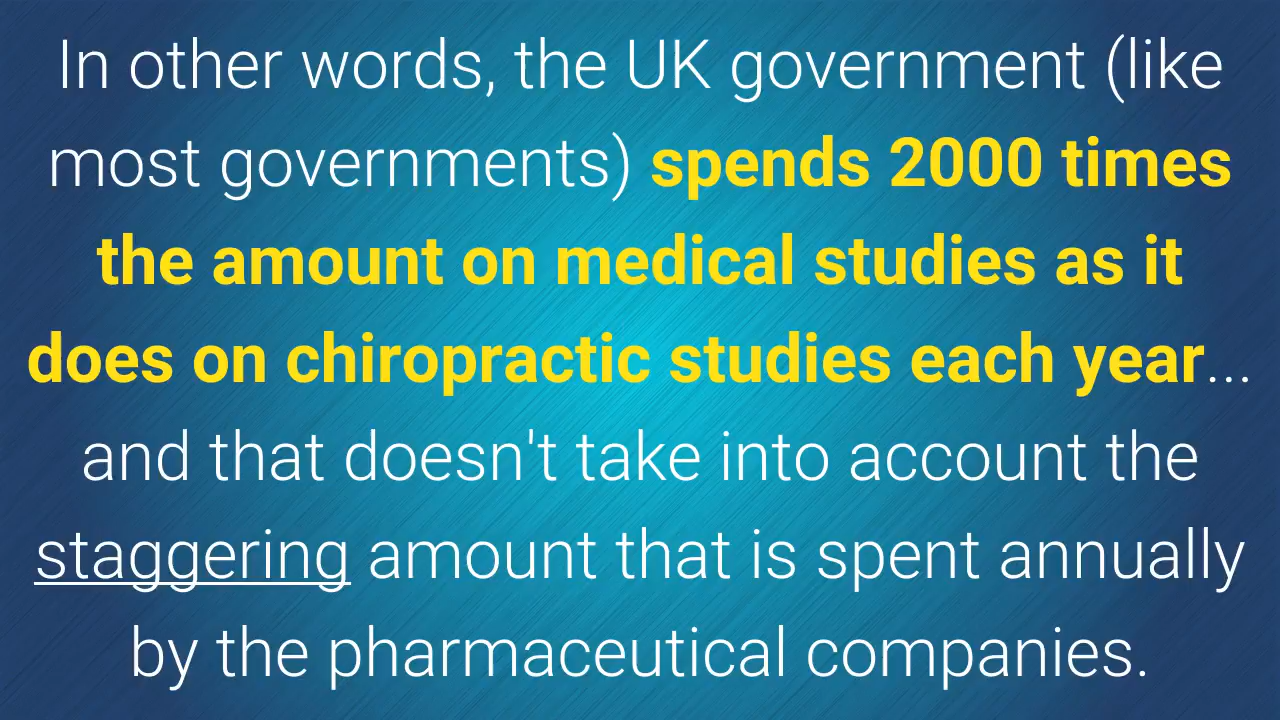 In other words, the UK government (like
most governments) spends 2000 times
the amount on medical studies as it
does on chiropractic studies each year...
and that doesn't take into account the
staggering amount that is spent annually
by the pharmaceutical companies.